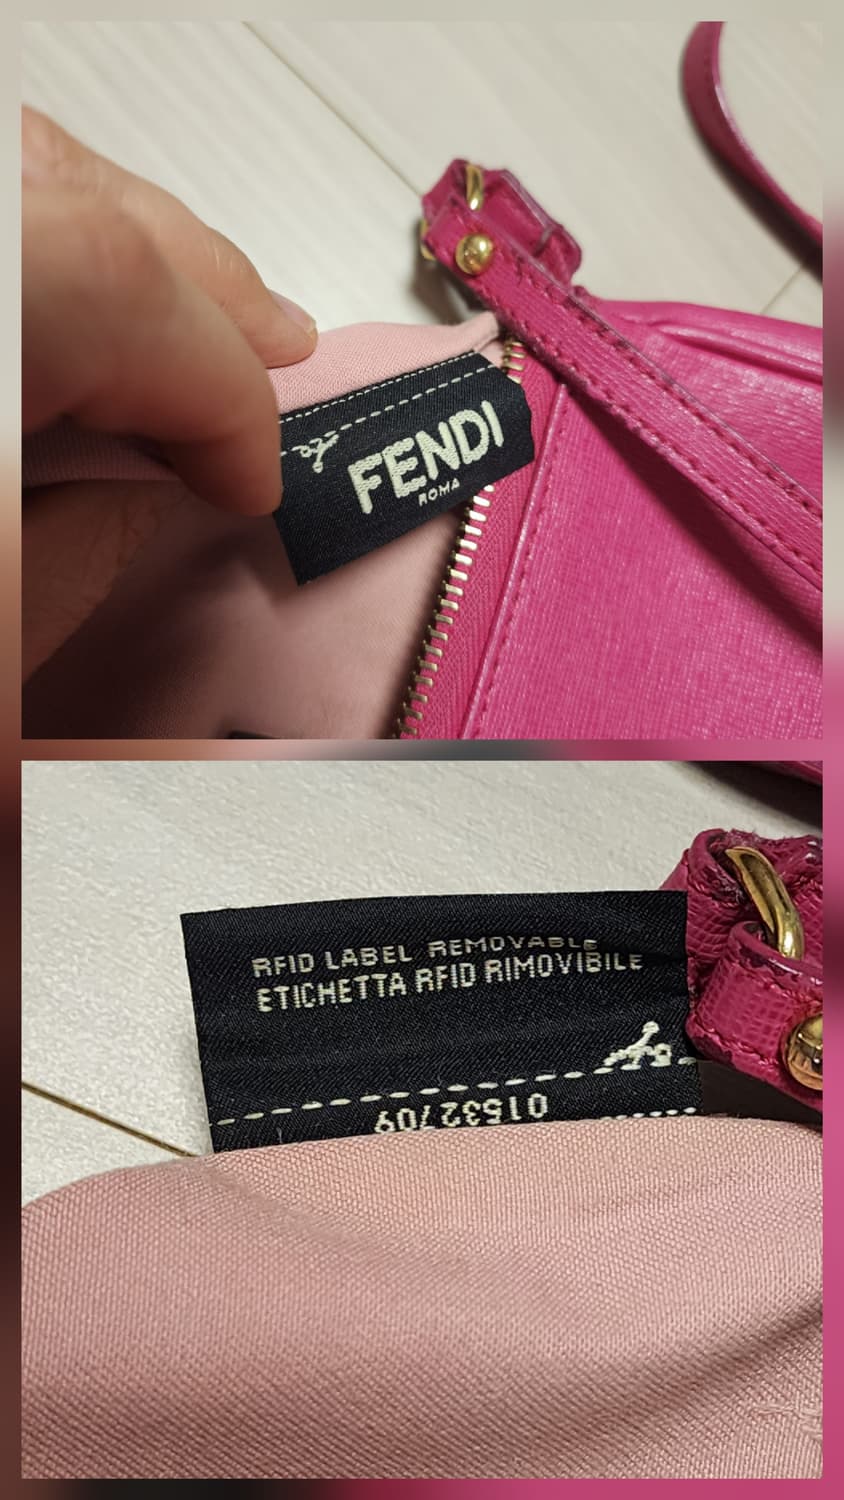 FENDI
ROMA
RFID LABEL REMOVABLE
ETICHETTA RFID RIMOVIBILE
01532709